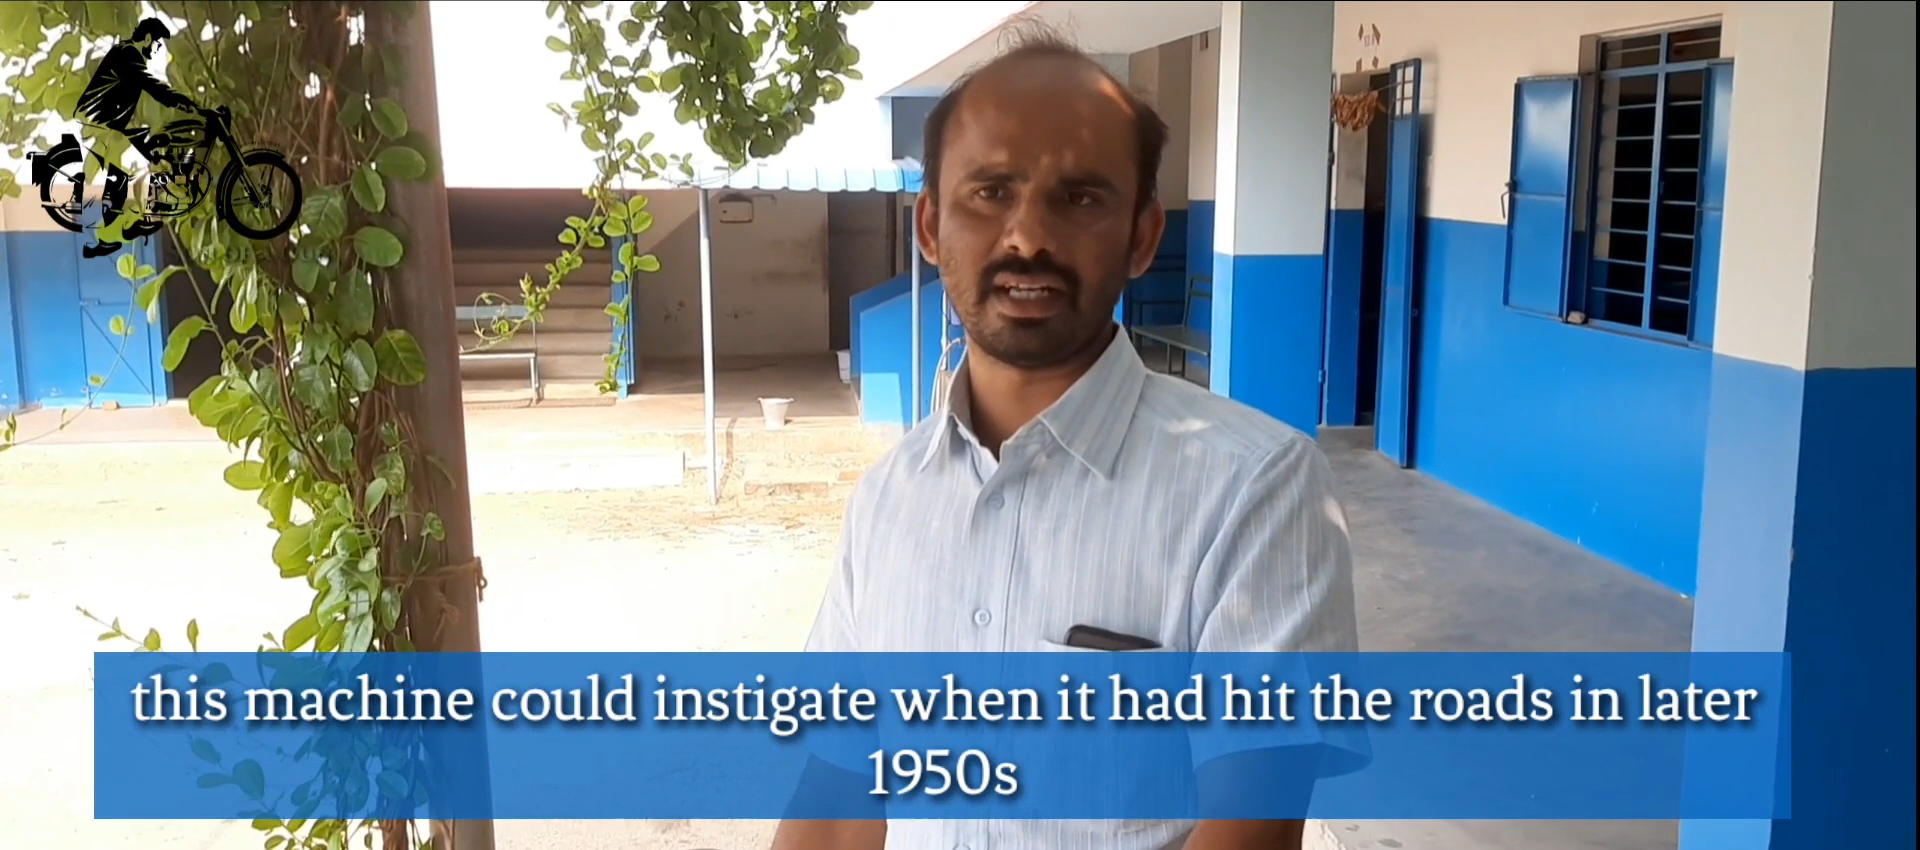 this machine could instigate when it had hit the roads in later
1950s